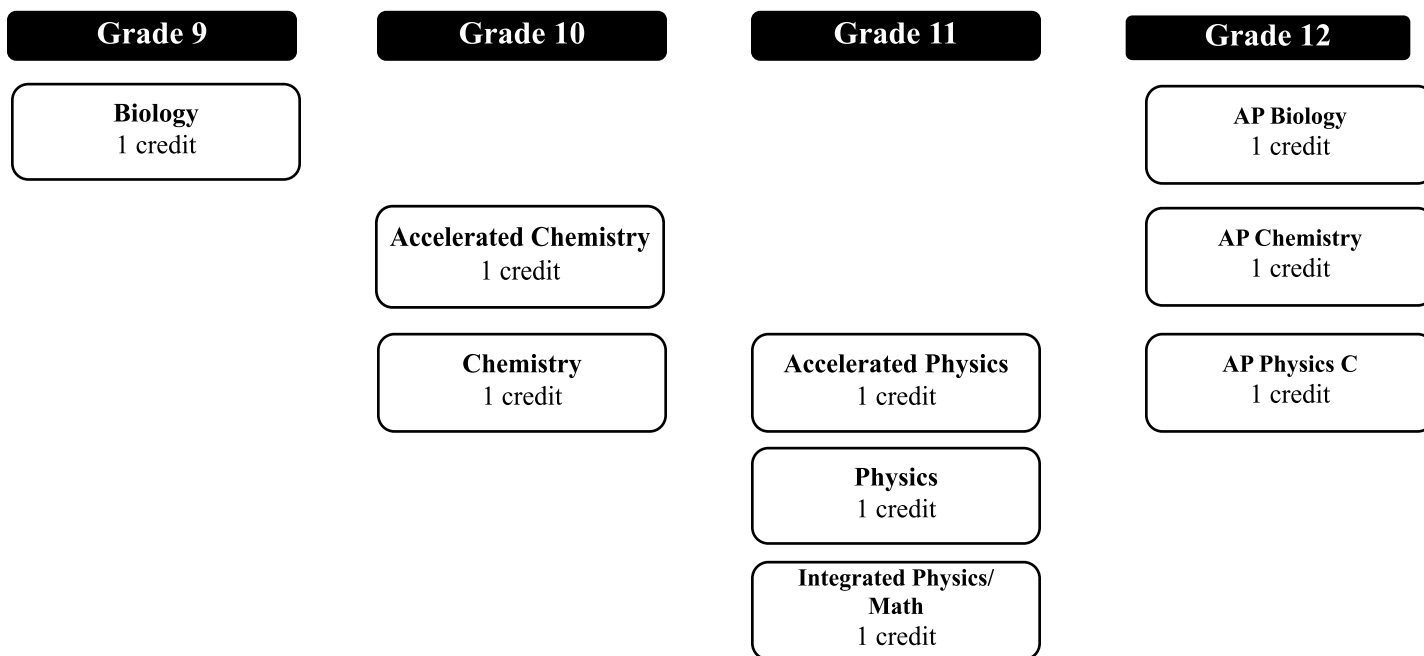 Grade 9
Grade 10
Grade 11
Grade 12
Biology
1 credit
AP Biology
1 credit
Accelerated Chemistry
1 credit
AP Chemistry
1 credit
Chemistry
1 credit
Accelerated Physics
1 credit
AP Physics C
1 credit
Physics
1 credit
Integrated Physics/
Math
1 credit